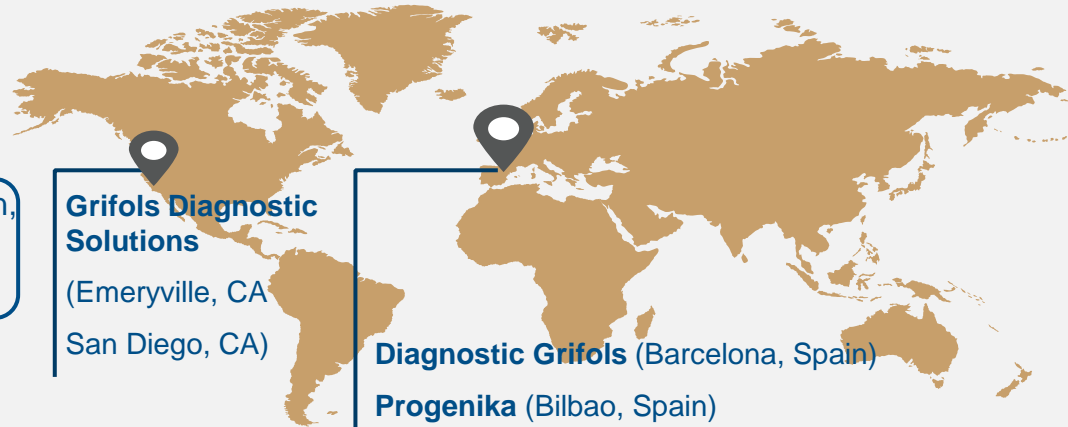 Grifols Diagnostic
Solutions
(Emeryville, CA
San Diego, CA)
Diagnostic Grifols (Barcelona, Spain)
Progenika (Bilbao, Spain)